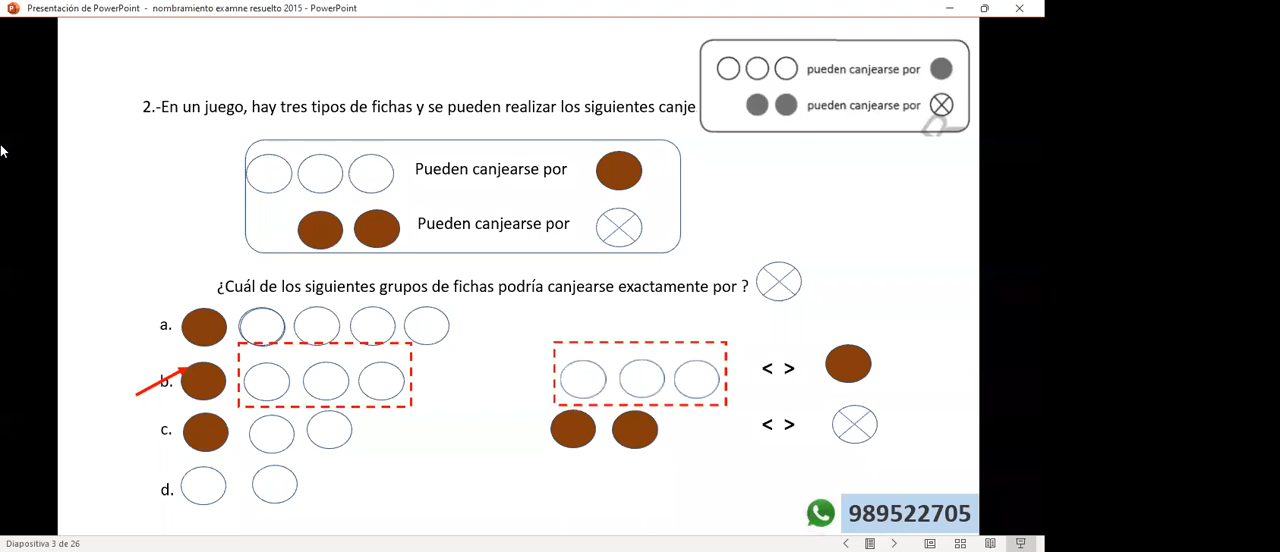 Presentación de PowerPoint - nombramiento examne resuelto 2015 - PowerPoint
pueden canjearse por
pueden canjearse por
2.-En un juego, hay tres tipos de fichas y se pueden realizar los siguientes canje
Pueden canjearse por
Pueden canjearse por
¿Cuál de los siguientes grupos de fichas podría canjearse exactamente por ?
a.
b.
< >
c.
< >
d.
989522705
Diapositiva 3 de 26